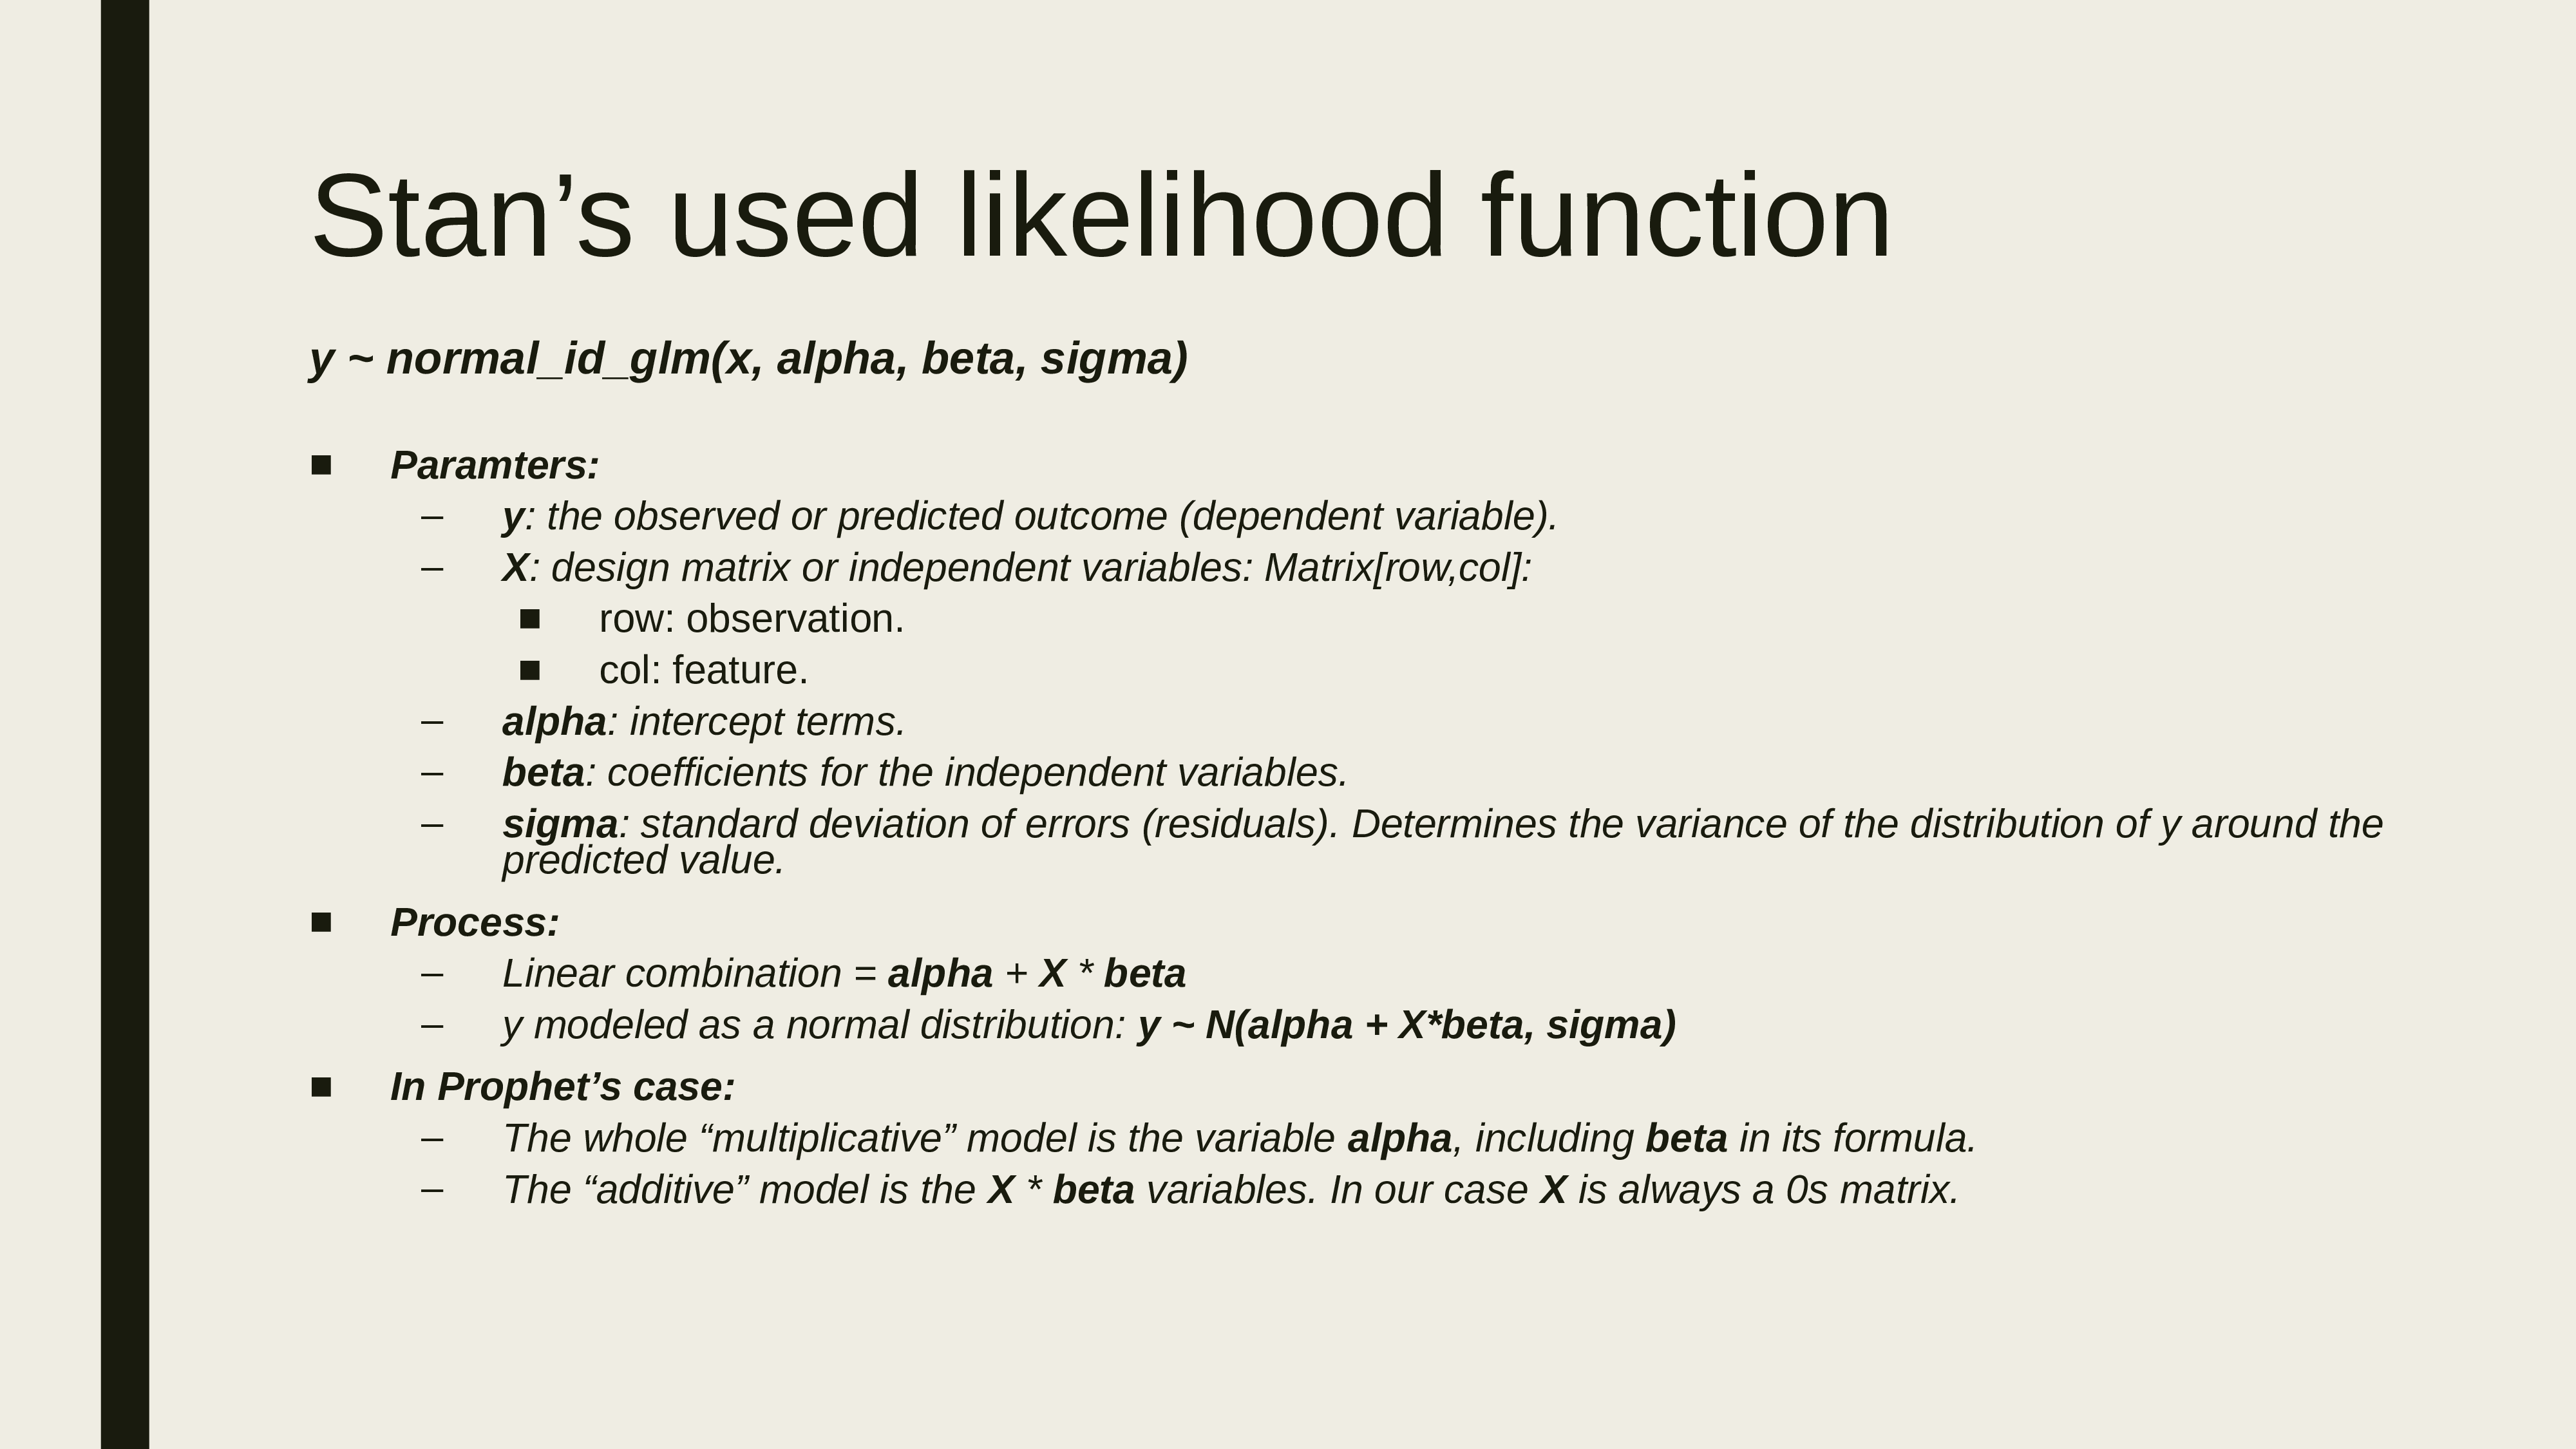 Stan’s used likelihood function
y ~ normal_id_glm(x, alpha, beta, sigma)
■ Paramters:
– y: the observed or predicted outcome (dependent variable).
– X: design matrix or independent variables: Matrix[row,col]:
■ row: observation.
■ col: feature.
– alpha: intercept terms.
– beta: coefficients for the independent variables.
– sigma: standard deviation of errors (residuals). Determines the variance of the distribution of y around the
predicted value.
■ Process:
– Linear combination = alpha + X * beta
– y modeled as a normal distribution: y ~ N(alpha + X*beta, sigma)
■ In Prophet’s case:
– The whole “multiplicative” model is the variable alpha, including beta in its formula.
– The “additive” model is the X * beta variables. In our case X is always a 0s matrix.